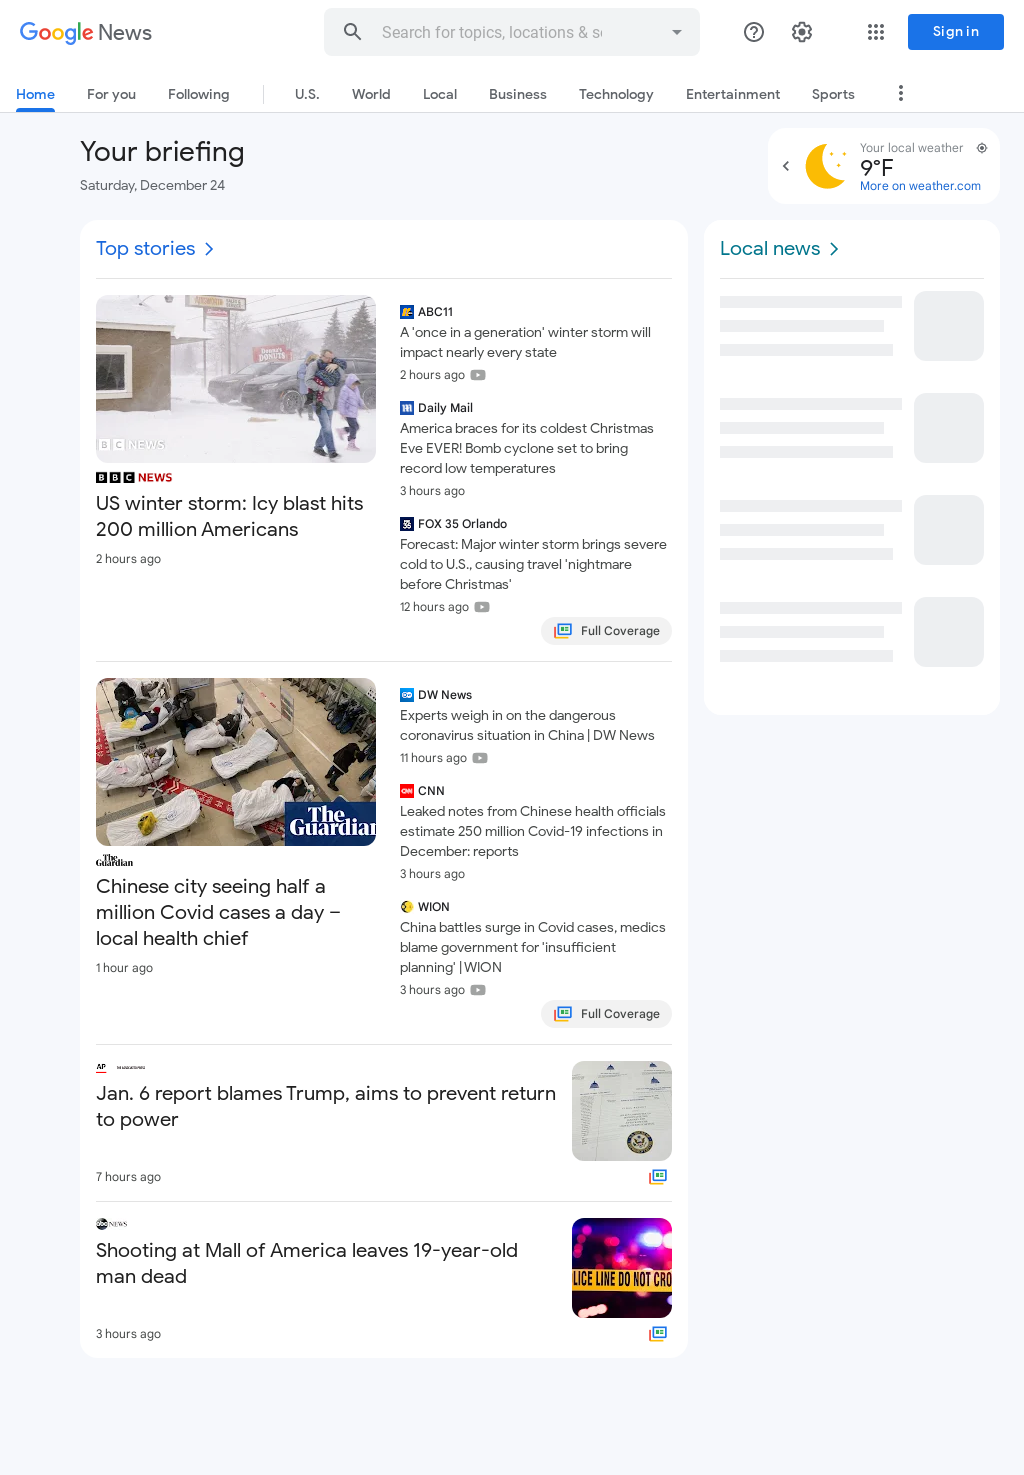 Google News
Search for topics, locations & so
Sign in
Home
For you
Following
U.S.
World
Local
Business
Technology
Entertainment
Sports
Your briefing
Saturday, December 24
Your local weather
9°F
More on weather.com
Top stories
Local news
Dewey's
DONUTS
BBC NEWS
BBC NEWS
US winter storm: Icy blast hits
200 million Americans
2 hours ago
ABC11
A 'once in a generation' winter storm will
impact nearly every state
2 hours ago
Daily Mail
America braces for its coldest Christmas
Eve EVER! Bomb cyclone set to bring
record low temperatures
3 hours ago
FOX 35 Orlando
Forecast: Major winter storm brings severe
cold to U.S., causing travel 'nightmare
before Christmas'
12 hours ago
Full Coverage
The
Guardian
The
Guardian
Chinese city seeing half a
million Covid cases a day –
local health chief
1 hour ago
DW News
Experts weigh in on the dangerous
coronavirus situation in China | DW News
11 hours ago
CNN
Leaked notes from Chinese health officials
estimate 250 million Covid-19 infections in
December: reports
3 hours ago
WION
China battles surge in Covid cases, medics
blame government for 'insufficient
planning' | WION
3 hours ago
Full Coverage
AP THE ASSOCIATED PRESS
Jan. 6 report blames Trump, aims to prevent return
to power
7 hours ago
abc NEWS
Shooting at Mall of America leaves 19-year-old
man dead
3 hours ago
OLICE LINE DO NOT CRO